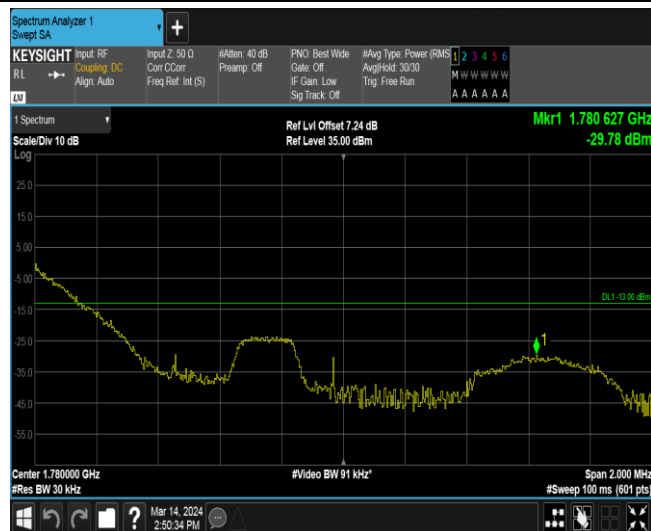 Spectrum Analyzer 1
Swept SA
+
KEYSIGHT
RL
Input: RF
Coupling: DC
Align: Auto
Input Z: 50 Ω
Corr CCorr
Freq Ref: Int (S)
#Atten: 40 dB
Preamp: Off
PNO: Best Wide
Gate: Off
IF Gain: Low
Sig Track: Off
#Avg Type: Power (RMS
Avg|Hold: 30/30
Trig: Free Run
1 2 3 4 5 6
M W W W W W
A A A A A A
LXI
1 Spectrum
Scale/Div 10 dB
Log
Ref Lvl Offset 7.24 dB
Ref Level 35.00 dBm
Mkr1 1.780 627 GHz
-29.78 dBm
25.0
15.0
5.00
-5.00
DL1 -13.00 dBm
-15.0
-25.0
1
-35.0
-45.0
-55.0
Center 1.780000 GHz
#Res BW 30 kHz
#Video BW 91 kHz*
Span 2.000 MHz
#Sweep 100 ms (601 pts)
?
Mar 14, 2024
2:50:34 PM